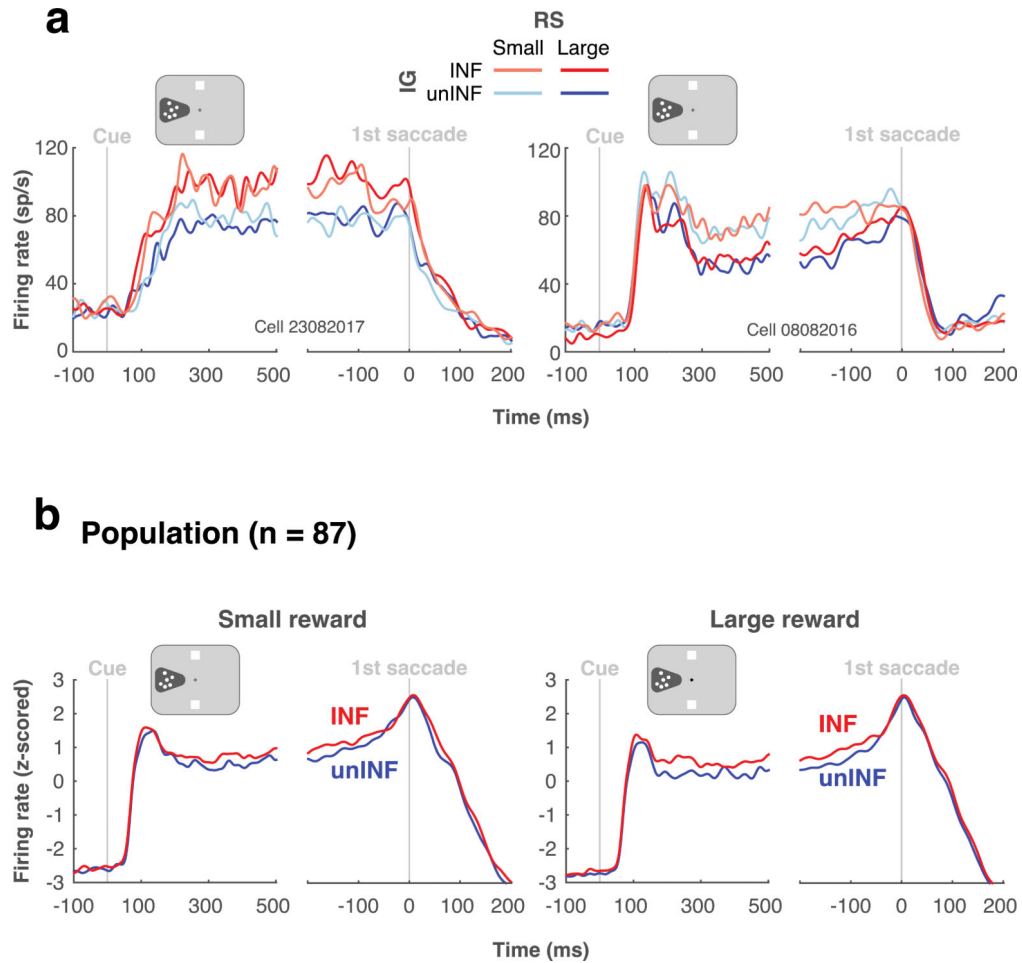 a
RS
Small Large
IG
INF
unINF
Cue
1st saccade
Cue
1st saccade
Firing rate (sp/s)
120
80
40
0
Cell 23082017
-100 100 300 500
-200 0 100 200
120
80
40
0
Cell 08082016
-100 100 300 500
-200 0 100 200
Time (ms)
b
Population (n = 87)
Small reward
Large reward
Cue
1st saccade
Cue
1st saccade
Firing rate (z-scored)
3
2
1
0
-1
-2
-3
INF
unINF
-100 100 300 500
-200 0 100 200
3
2
1
0
-1
-2
-3
INF
unINF
-100 100 300 500
-200 0 100 200
Time (ms)